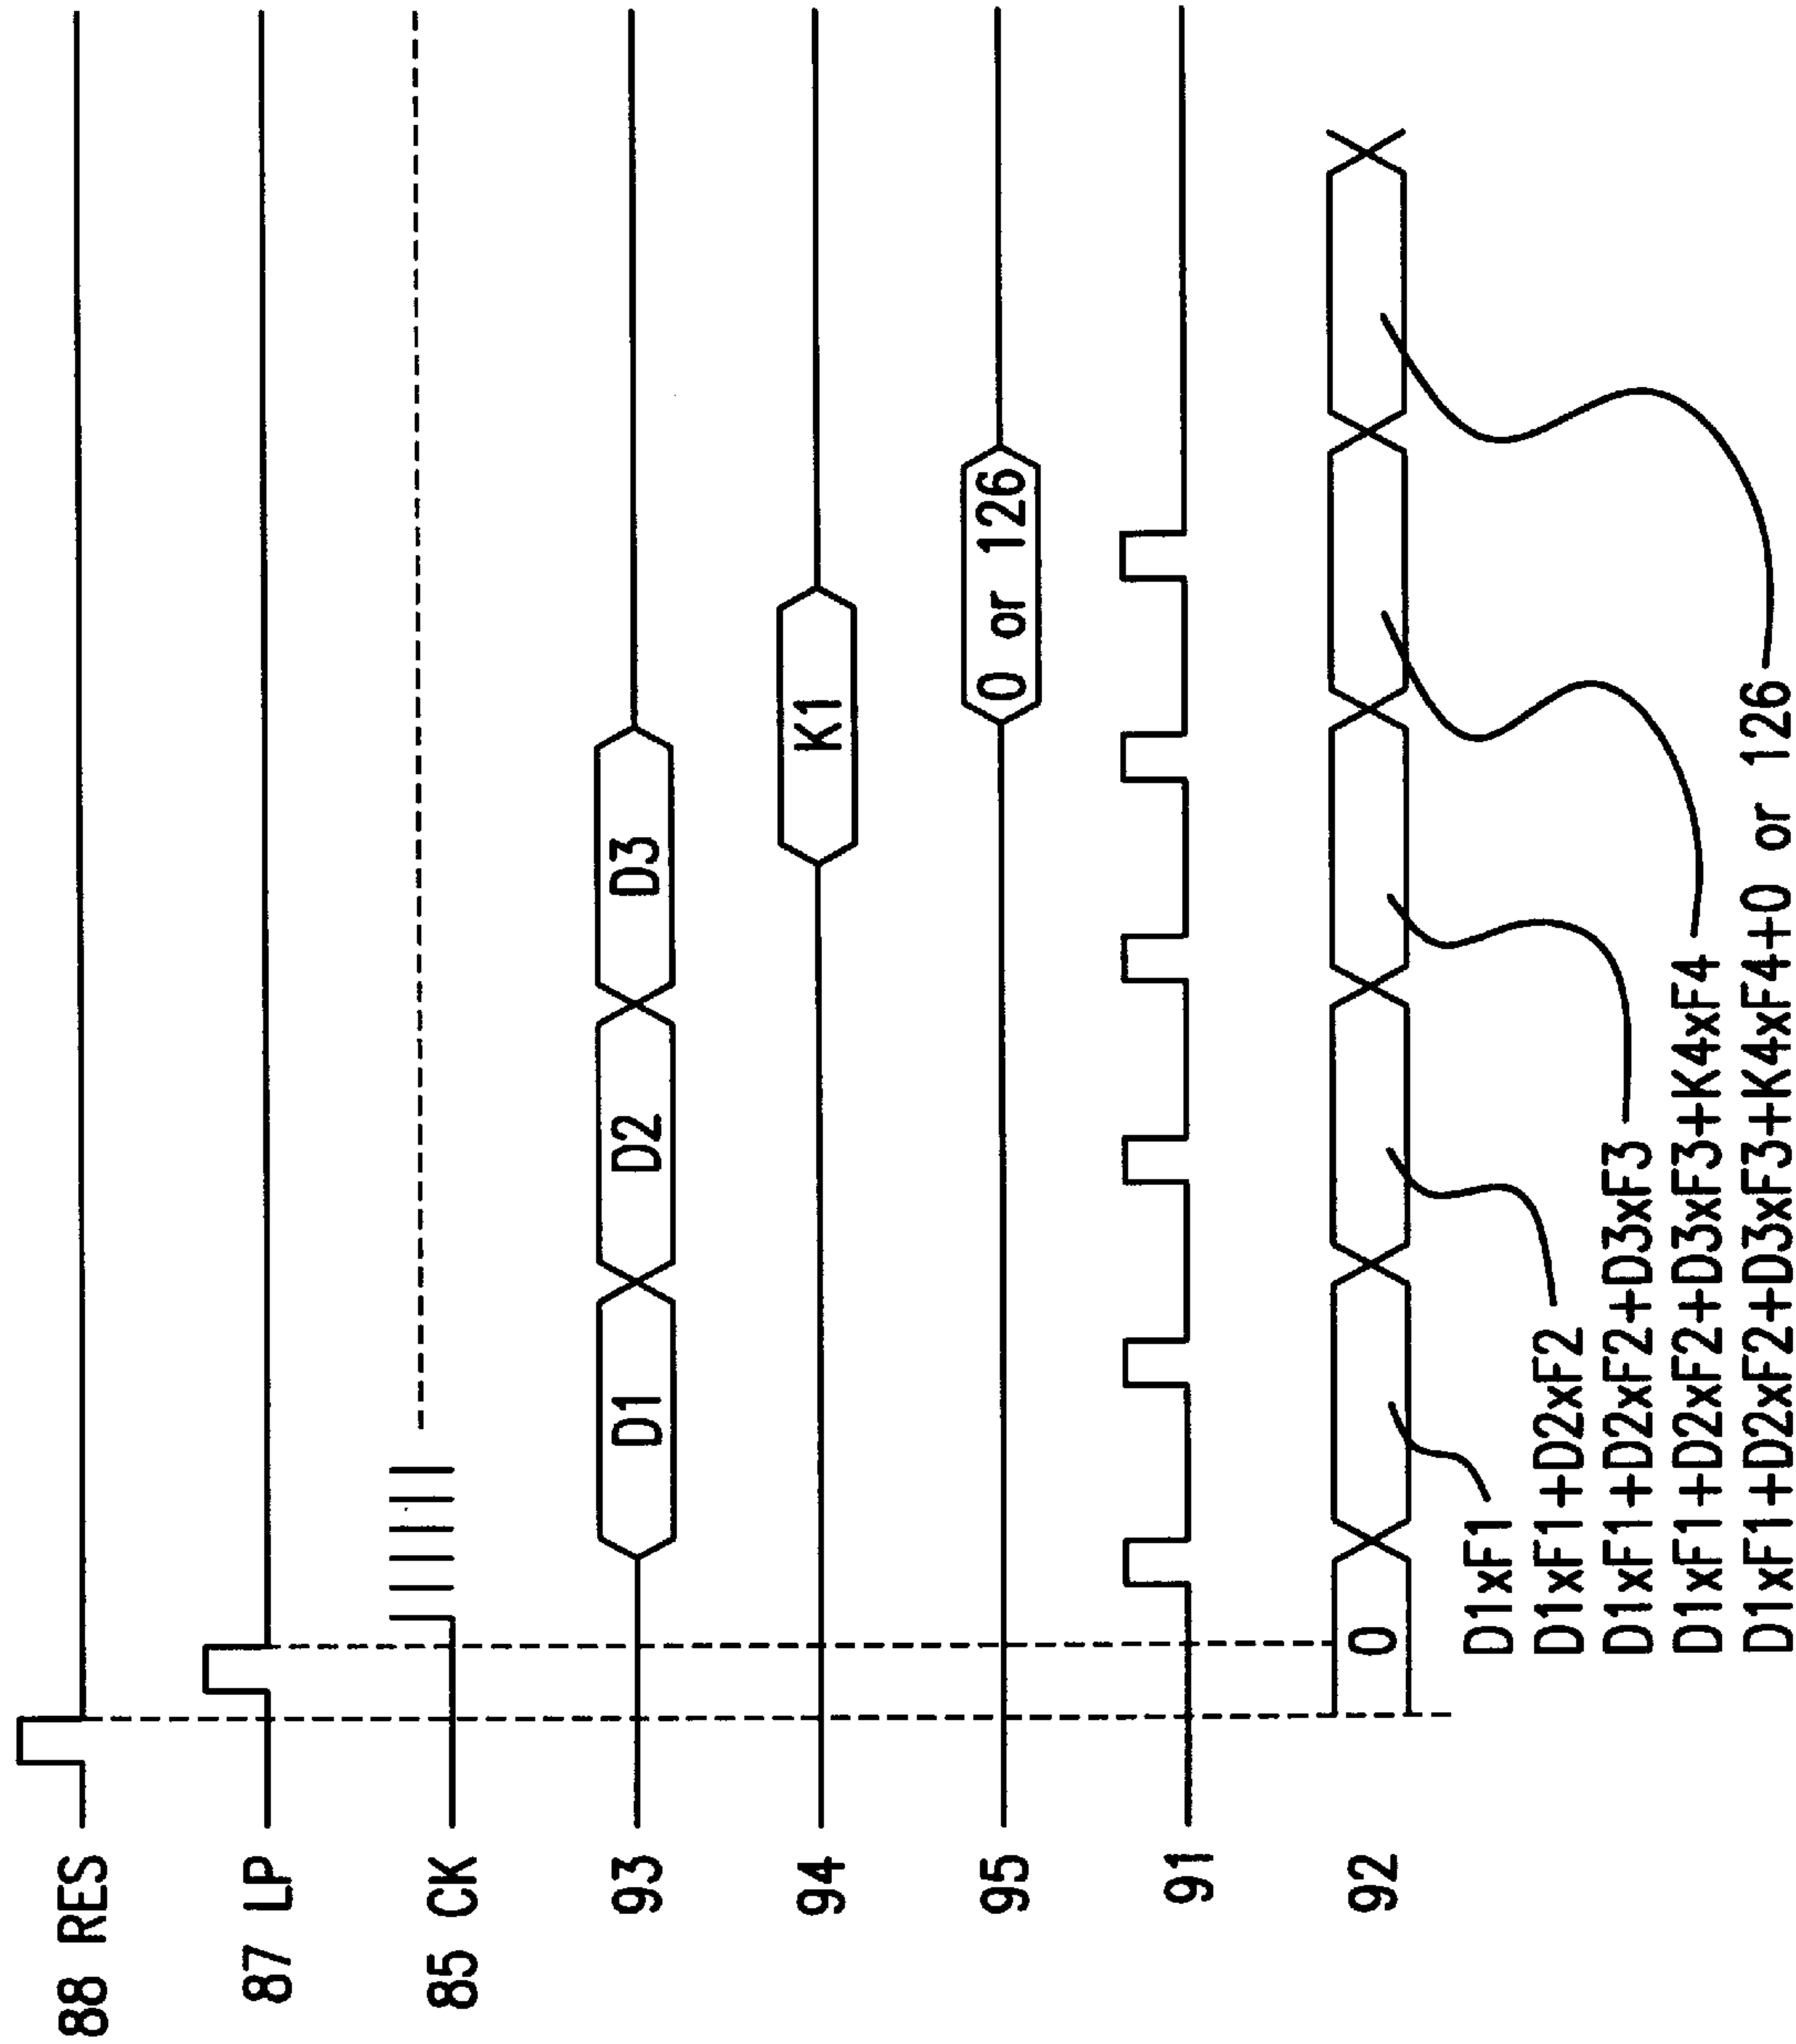 88 RES
87 LP
85 CK
93
D1 D2 D3
94
K1
95
0 or 126
91
92
0
D1xF1
D1xF1+D2xF2
D1xF1+D2xF2+D3xF3
D1xF1+D2xF2+D3xF3+K4xF4
D1xF1+D2xF2+D3xF3+K4xF4+0 or 126